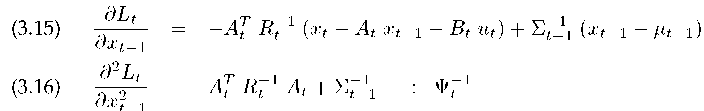 (3.15) ∂L_t/∂x_{t−1} = −A_t^T R_t^{−1} (x_t − A_t x_{t−1} − B_t u_t) + Σ_{t−1}^{−1} (x_{t−1} − μ_{t−1})
(3.16) ∂²L_t/∂x²_{t−1} A_t^T R_t^{−1} A_t + Σ_{t−1}^{−1} : Ψ_t^{−1}